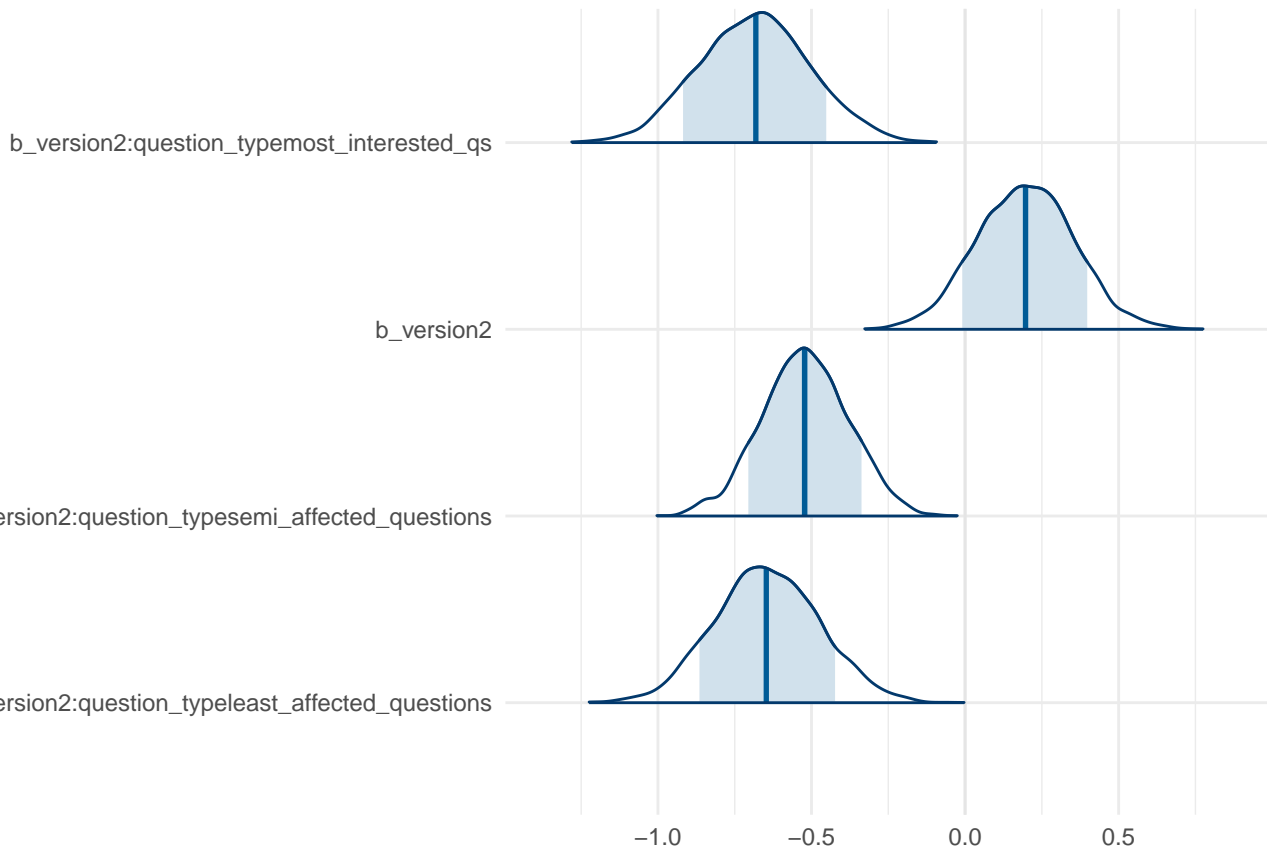 b_version2:question_typemost_interested_qs
b_version2
ersion2:question_typesemi_affected_questions
ersion2:question_typeleast_affected_questions
−1.0 −0.5 0.0 0.5